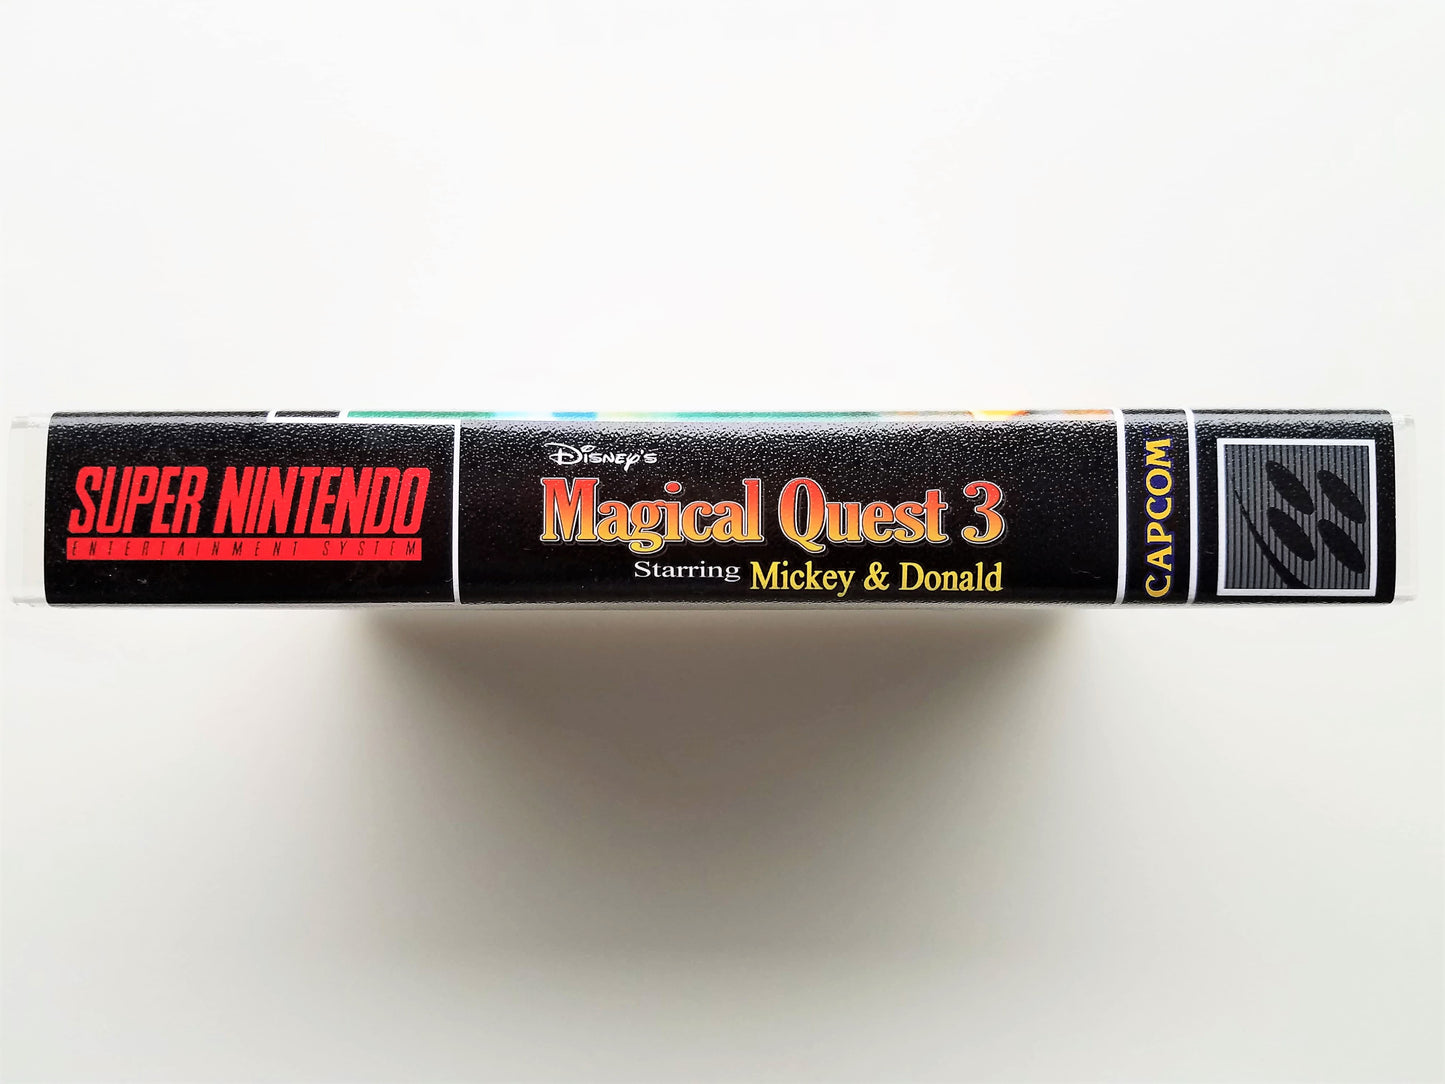 SUPER NINTENDO
ENTERTAINMENT SYSTEM
Disney's
Magical Quest 3
Starring Mickey & Donald
CAPCOM